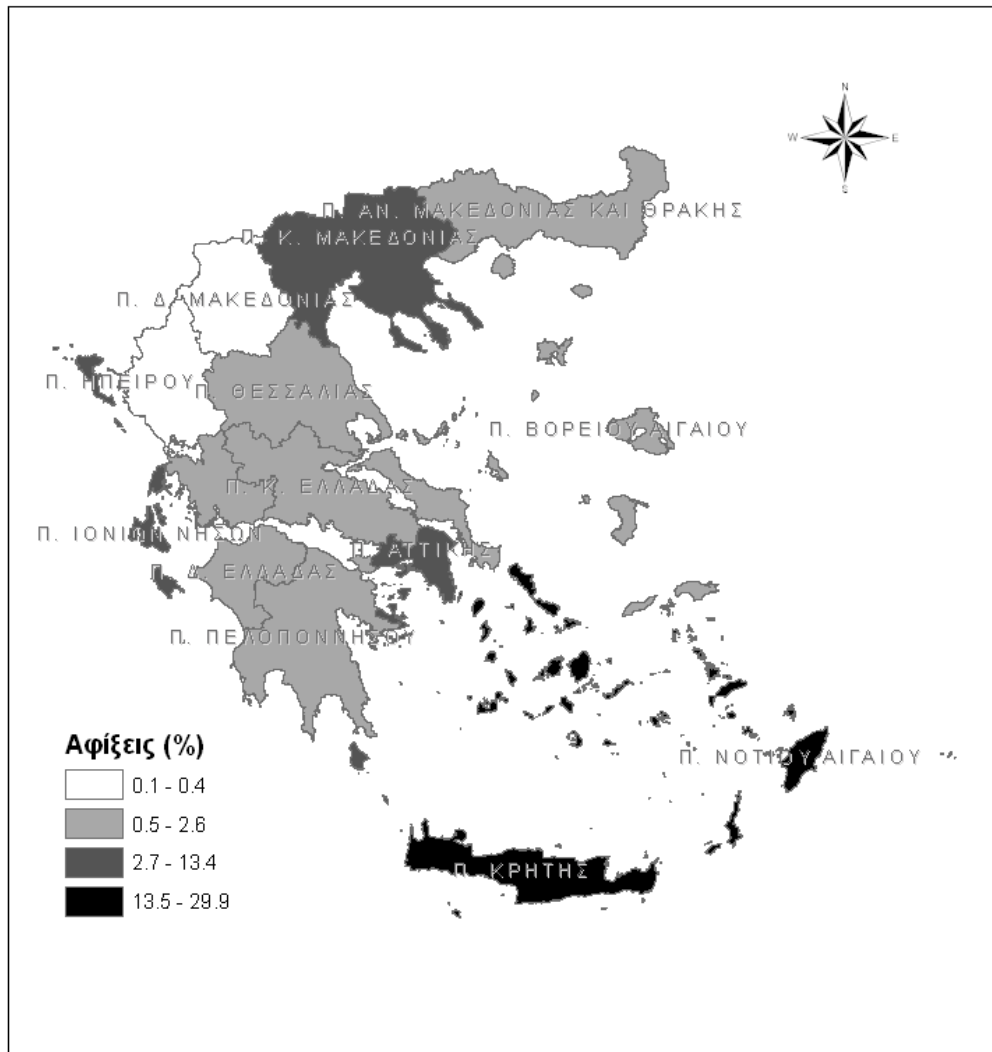 N
W E
S
Π. ΑΝ. ΜΑΚΕΔΟΝΙΑΣ ΚΑΙ ΘΡΑΚΗΣ
Π. Κ. ΜΑΚΕΔΟΝΙΑΣ
Π. Δ. ΜΑΚΕΔΟΝΙΑΣ
Π. ΗΠΕΙΡΟΥ
Π. ΘΕΣΣΑΛΙΑΣ
Π. ΒΟΡΕΙΟΥ ΑΙΓΑΙΟΥ
Π. Κ. ΕΛΛΑΔΑΣ
Π. ΙΟΝΙΩΝ ΝΗΣΩΝ
Π. ΑΤΤΙΚΗΣ
Π. Δ. ΕΛΛΑΔΑΣ
Π. ΠΕΛΟΠΟΝΝΗΣΟΥ
Π. ΝΟΤΙΟΥ ΑΙΓΑΙΟΥ
Π. ΚΡΗΤΗΣ
Αφίξεις (%)
0.1 - 0.4
0.5 - 2.6
2.7 - 13.4
13.5 - 29.9